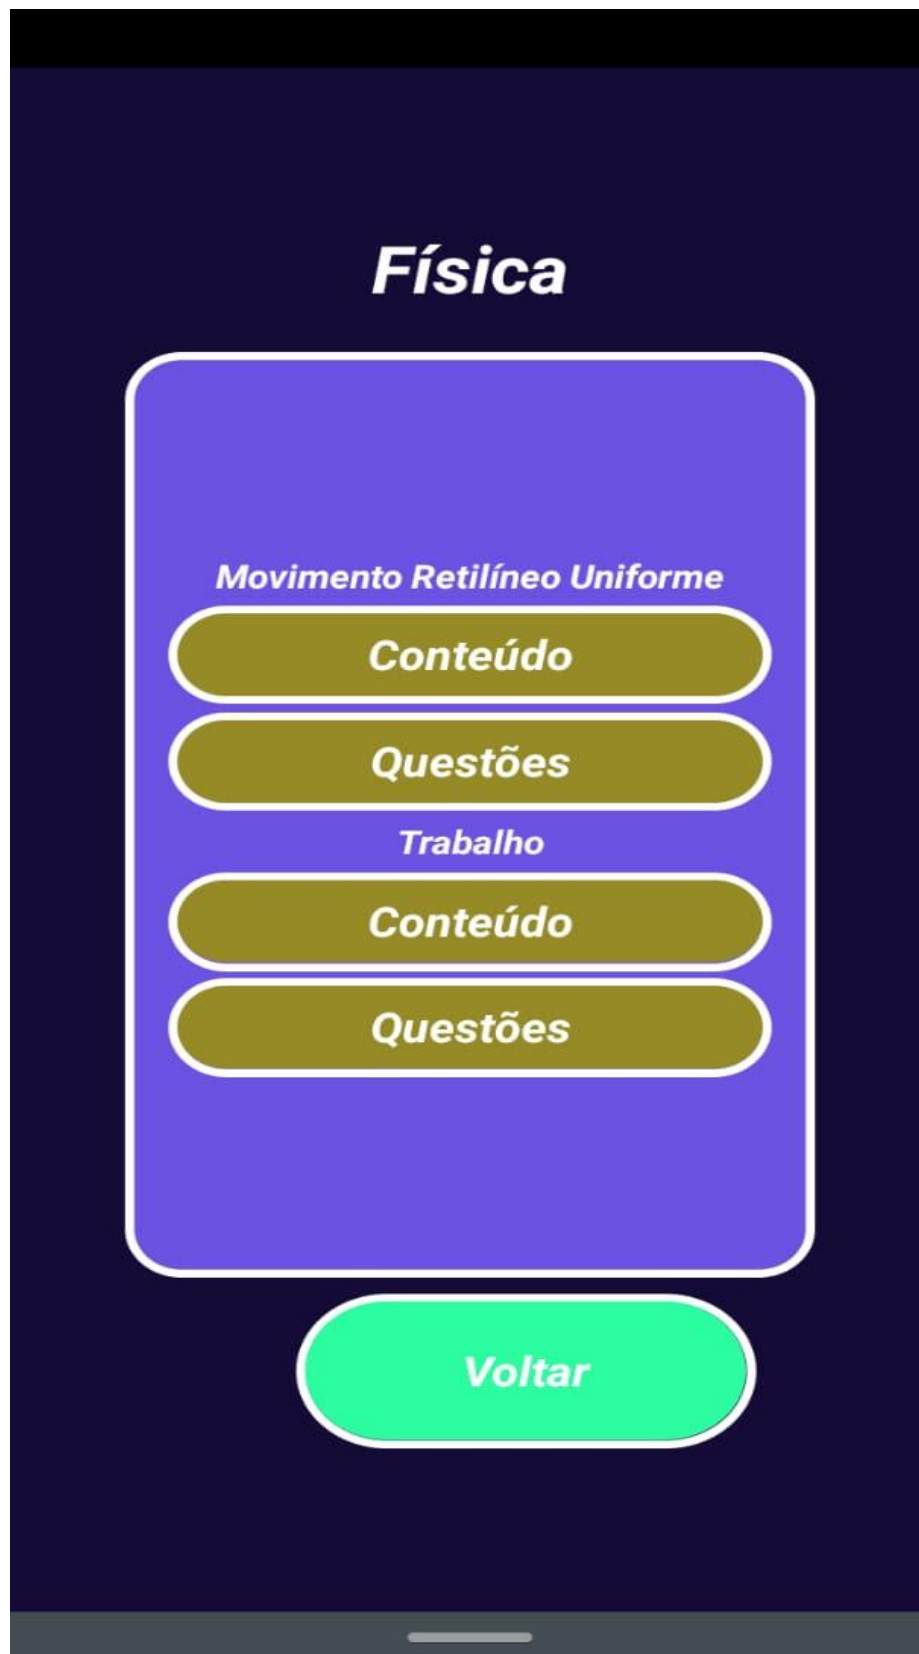 Física
Movimento Retilíneo Uniforme
Conteúdo
Questões
Trabalho
Conteúdo
Questões
Voltar